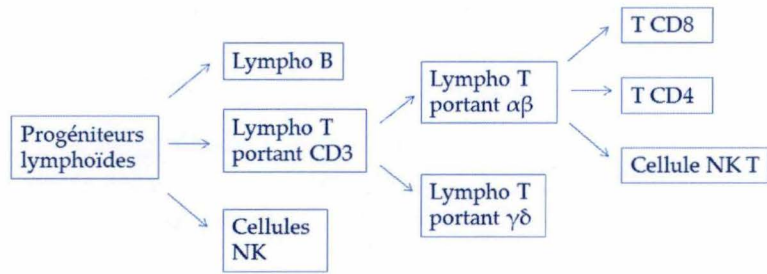 Progéniteurs
lymphoïdes
Lympho B
Lympho T
portant CD3
Cellules
NK
Lympho T
portant αβ
Lympho T
portant γδ
T CD8
T CD4
Cellule NK T